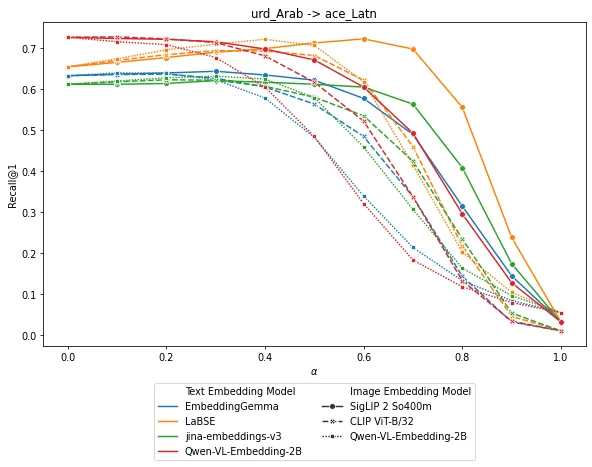 urd_Arab -> ace_Latn
Recall@1
0.7
0.6
0.5
0.4
0.3
0.2
0.1
0.0
0.0 0.2 0.4 0.6 0.8 1.0
α
Text Embedding Model Image Embedding Model
EmbeddingGemma SigLIP 2 So400m
LaBSE CLIP ViT-B/32
jina-embeddings-v3 Qwen-VL-Embedding-2B
Qwen-VL-Embedding-2B